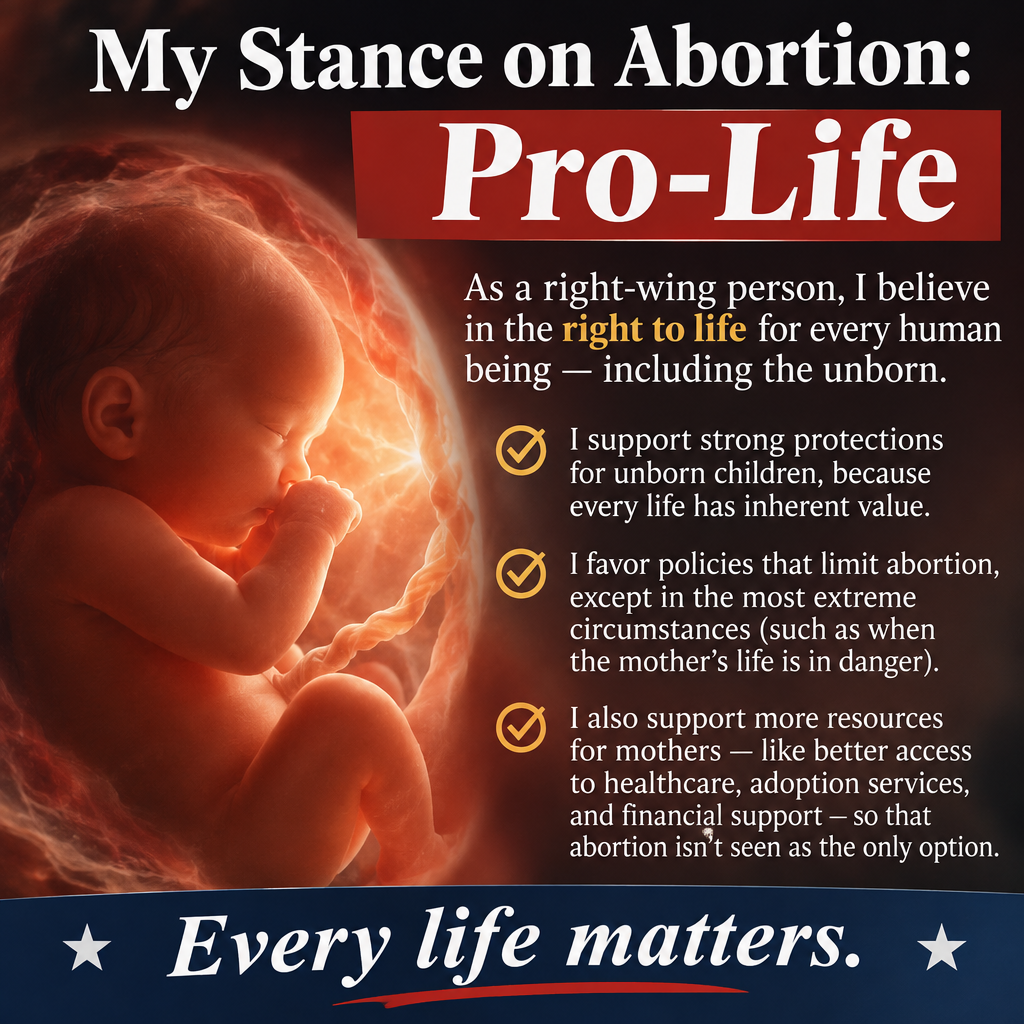 My Stance on Abortion:
Pro-Life
As a right-wing person, I believe
in the right to life for every human
being — including the unborn.
I support strong protections
for unborn children, because
every life has inherent value.
I favor policies that limit abortion,
except in the most extreme
circumstances (such as when
the mother's life is in danger).
I also support more resources
for mothers — like better access
to healthcare, adoption services,
and financial support – so that
abortion isn't seen as the only option.
Every life matters.